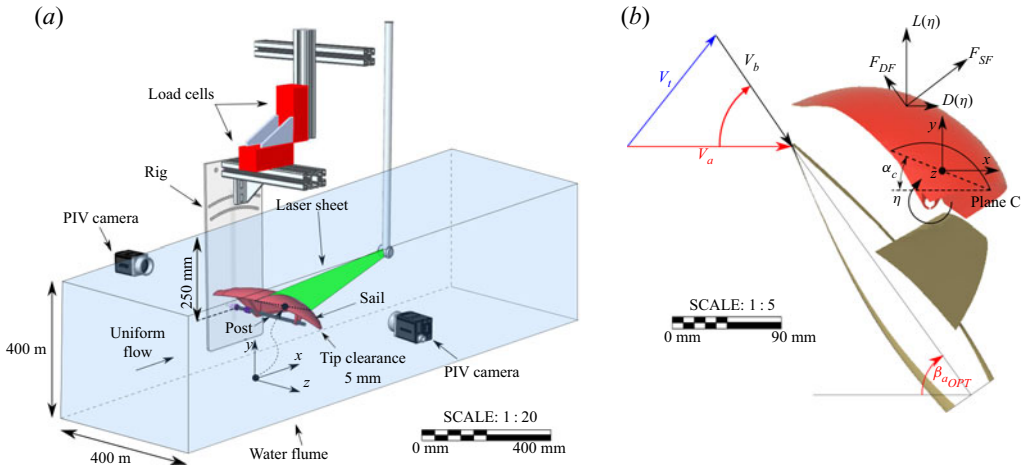 (a)
Load cells
Rig
Laser sheet
PIV camera
250 mm
Sail
400 m
Uniform
flow
Post
y
x
z
Tip clearance
5 mm
PIV camera
SCALE: 1 : 20
0 mm
400 mm
400 m
Water flume
(b)
L(η)
V_b
F_DF
F_SF
V_t
D(η)
y
V_a
x
α_c
z
η
Plane C
SCALE: 1 : 5
0 mm
90 mm
β_aOPT